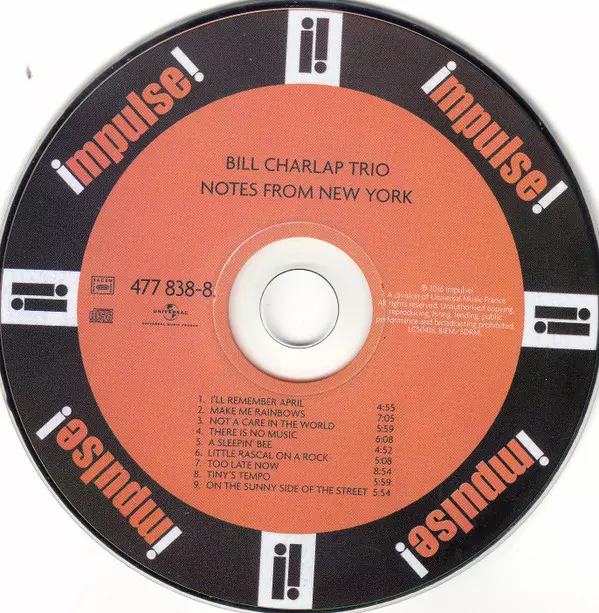 impulse!
impulse!
BILL CHARLAP TRIO
NOTES FROM NEW YORK
477 838-8
UNIVERSAL
UNIVERSAL MUSIC FRANCE
℗ 2016 impulse!
A division of Universal Music France.
All rights reserved. Unauthorised copying,
reproducing, hiring, lending, public
performance and broadcasting prohibited.
BIEM/SDRM.
1. I'LL REMEMBER APRIL 4:55
2. MAKE ME RAINBOWS 7:05
3. NOT A CARE IN THE WORLD 5:59
4. THERE IS NO MUSIC 6:08
5. A SLEEPIN' BEE 4:52
6. LITTLE RASCAL ON A ROCK 5:08
7. TOO LATE NOW 8:54
8. TINY'S TEMPO 5:59
9. ON THE SUNNY SIDE OF THE STREET 5:54
impulse!
impulse!